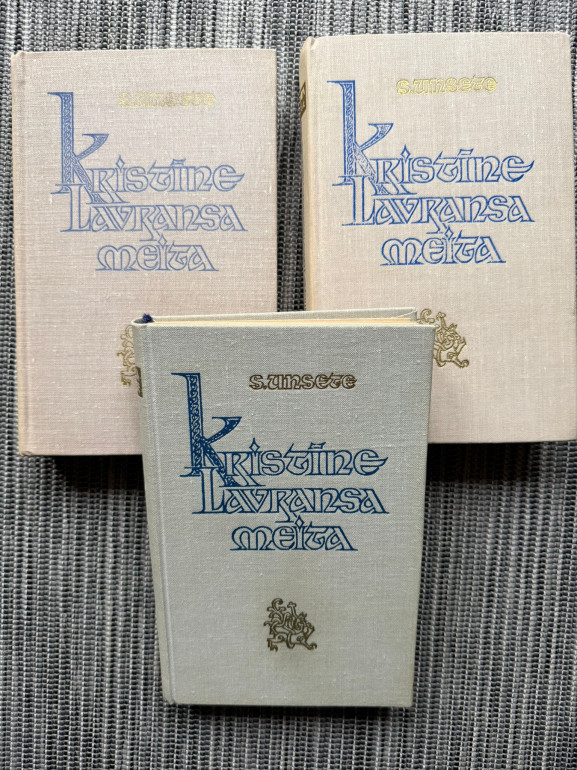 S. UNSETE
KRISTĪNE
LAVRANSA
MEITA
S. UNSETE
KRISTĪNE
LAVRANSA
MEITA
S. UNSETE
KRISTĪNE
LAVRANSA
MEITA